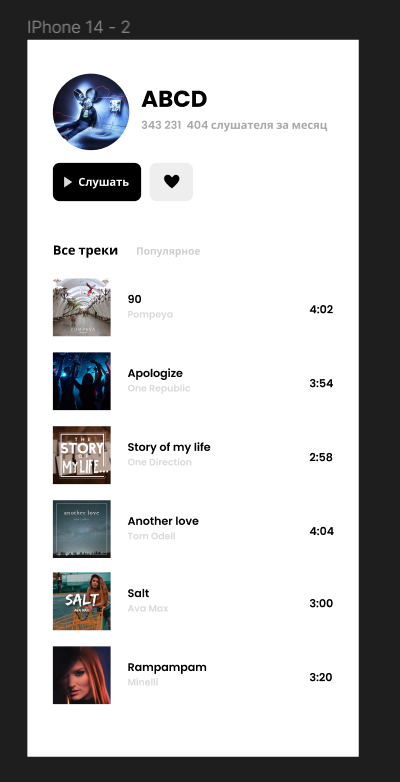 IPhone 14 - 2
ABCD
343 231 404 слушателя за месяц
Слушать
Все треки Популярное
POMPEYA
90
Pompeya
4:02
Apologize
One Republic
3:54
THE
STORY
OF
MY LIFE...
Story of my life
One Direction
2:58
another love
Another love
Tom Odell
4:04
SALT
AVA MAX
Salt
Ava Max
3:00
Rampampam
Minelli
3:20